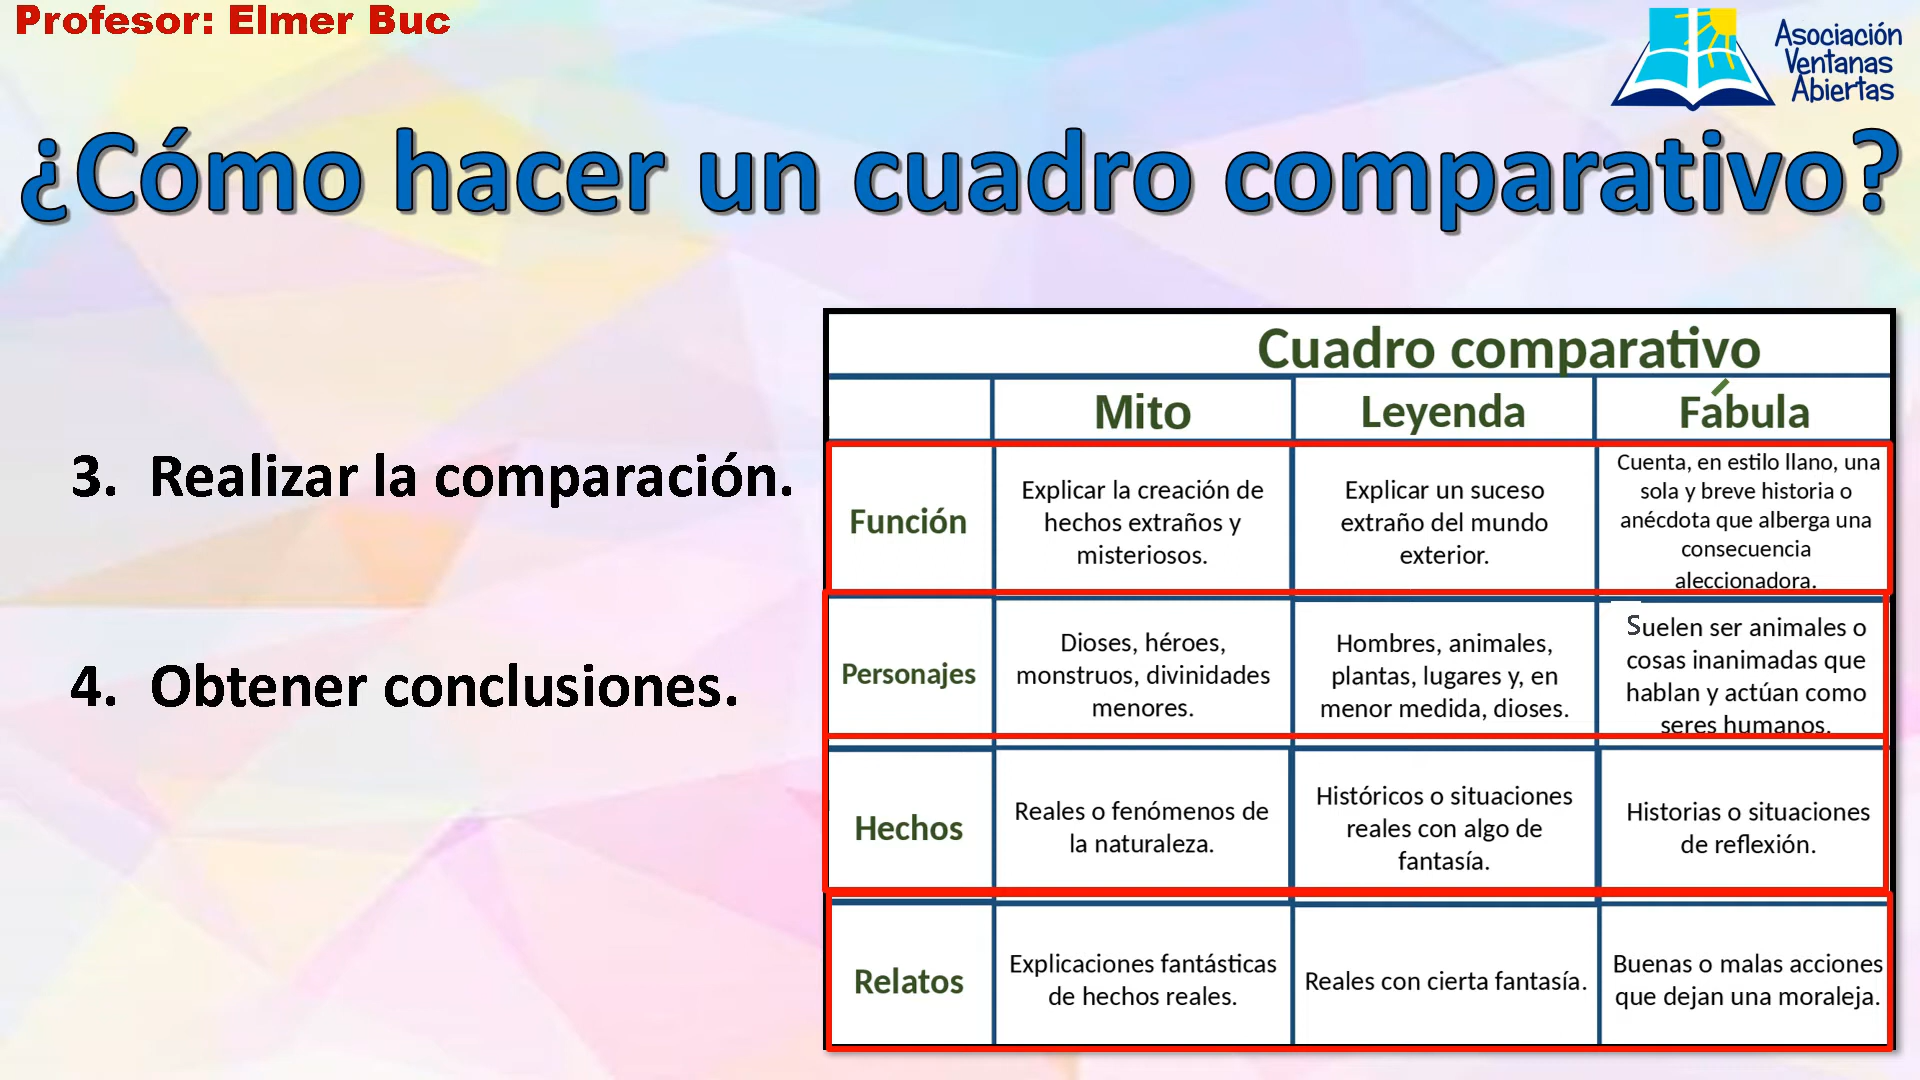 Profesor: Elmer Buc
Asociación
Ventanas
Abiertas
¿Cómo hacer un cuadro comparativo?
3. Realizar la comparación.
4. Obtener conclusiones.
Cuadro comparativo
Mito
Leyenda
Fábula
Función
Explicar la creación de
hechos extraños y
misteriosos.
Explicar un suceso
extraño del mundo
exterior.
Cuenta, en estilo llano, una
sola y breve historia o
anécdota que alberga una
consecuencia
aleccionadora.
Personajes
Dioses, héroes,
monstruos, divinidades
menores.
Hombres, animales,
plantas, lugares y, en
menor medida, dioses.
Suelen ser animales o
cosas inanimadas que
hablan y actúan como
seres humanos.
Hechos
Reales o fenómenos de
la naturaleza.
Históricos o situaciones
reales con algo de
fantasía.
Historias o situaciones
de reflexión.
Relatos
Explicaciones fantásticas
de hechos reales.
Reales con cierta fantasía.
Buenas o malas acciones
que dejan una moraleja.